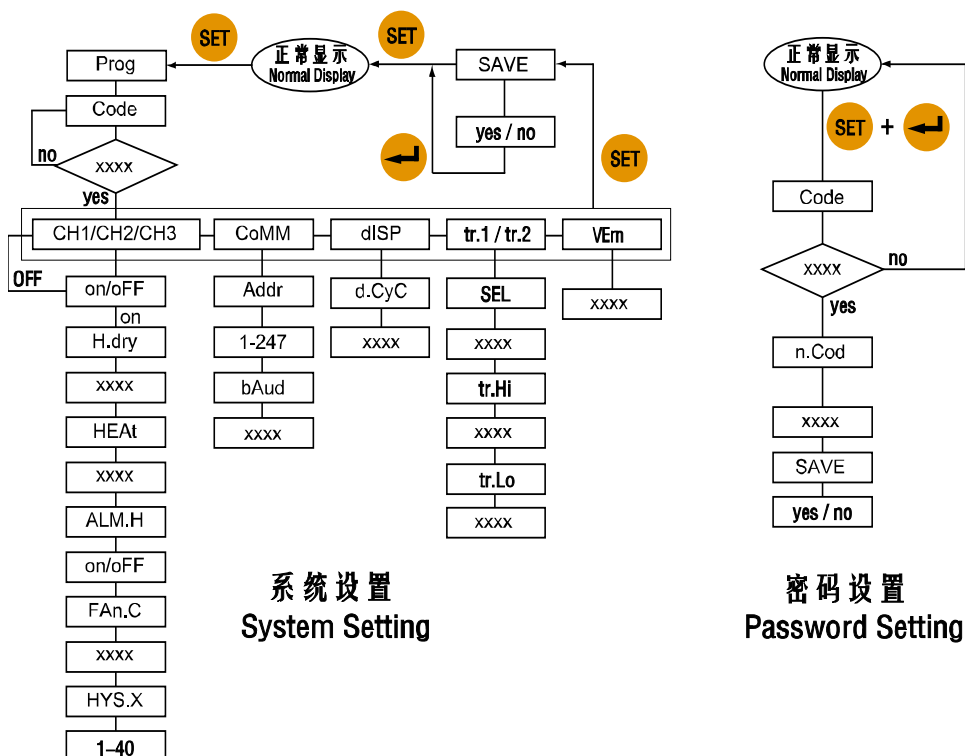 SET
正常显示
Normal Display
SET
SAVE
yes / no
SET
Prog
Code
no
xxxx
yes
CH1/CH2/CH3
CoMM
dISP
tr.1 / tr.2
VErn
OFF
on/oFF
on
H.dry
xxxx
HEAt
xxxx
ALM.H
on/oFF
FAn.C
xxxx
HYS.X
1–40
Addr
1-247
bAud
xxxx
d.CyC
xxxx
SEL
xxxx
tr.Hi
xxxx
tr.Lo
xxxx
xxxx
系统设置
System Setting
正常显示
Normal Display
SET +
Code
xxxx
no
yes
n.Cod
xxxx
SAVE
yes / no
密码设置
Password Setting